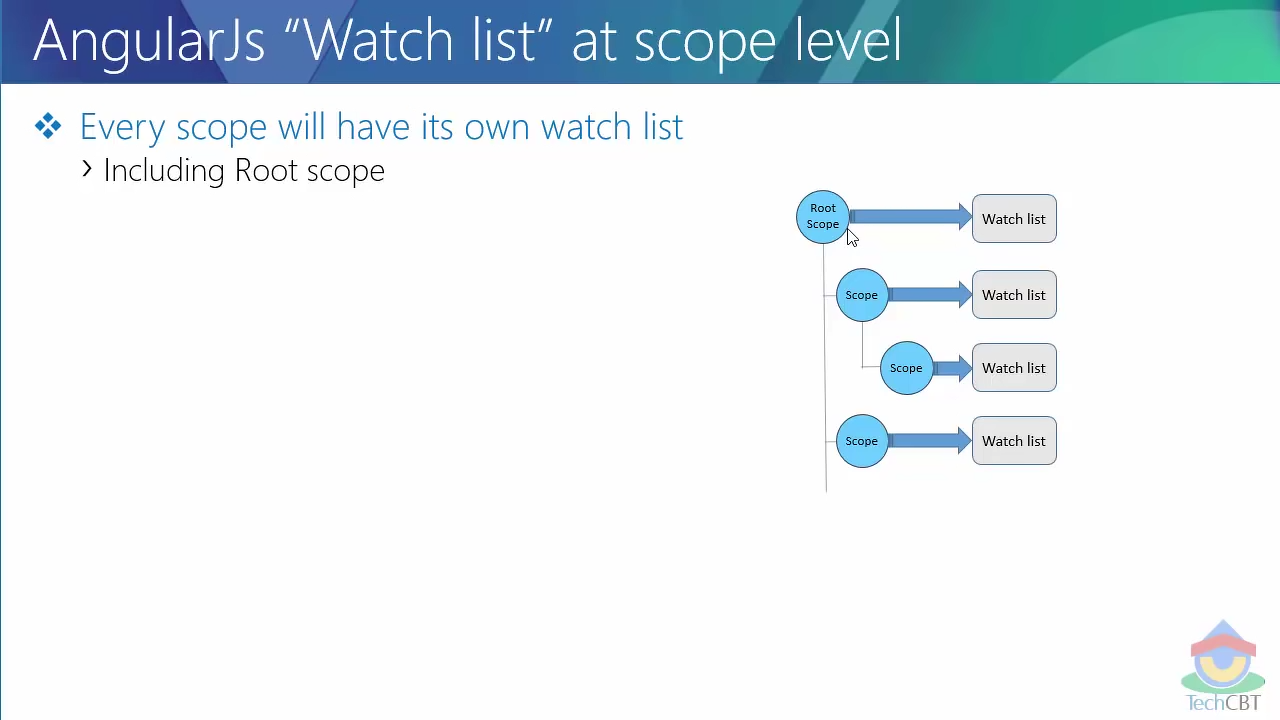 AngularJs “Watch list” at scope level
Every scope will have its own watch list
Including Root scope
Root
Scope
Watch list
Scope
Watch list
Scope
Watch list
Scope
Watch list
TechCBT